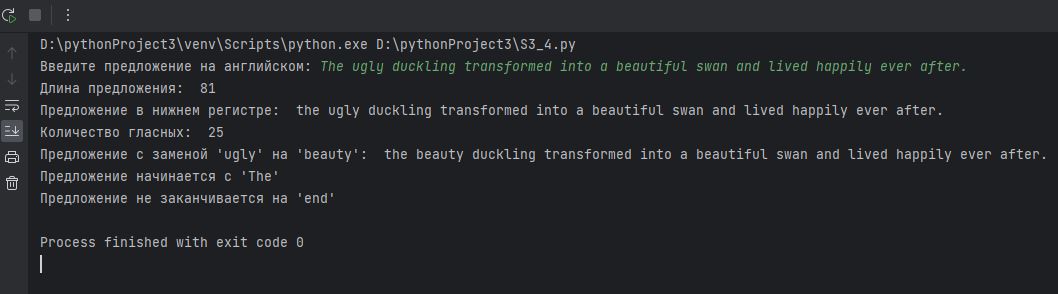 D:\pythonProject3\venv\Scripts\python.exe D:\pythonProject3\S3_4.py
Введите предложение на английском: The ugly duckling transformed into a beautiful swan and lived happily ever after.
Длина предложения:  81
Предложение в нижнем регистре:  the ugly duckling transformed into a beautiful swan and lived happily ever after.
Количество гласных:  25
Предложение с заменой 'ugly' на 'beauty':  the beauty duckling transformed into a beautiful swan and lived happily ever after.
Предложение начинается с 'The'
Предложение не заканчивается на 'end'
Process finished with exit code 0